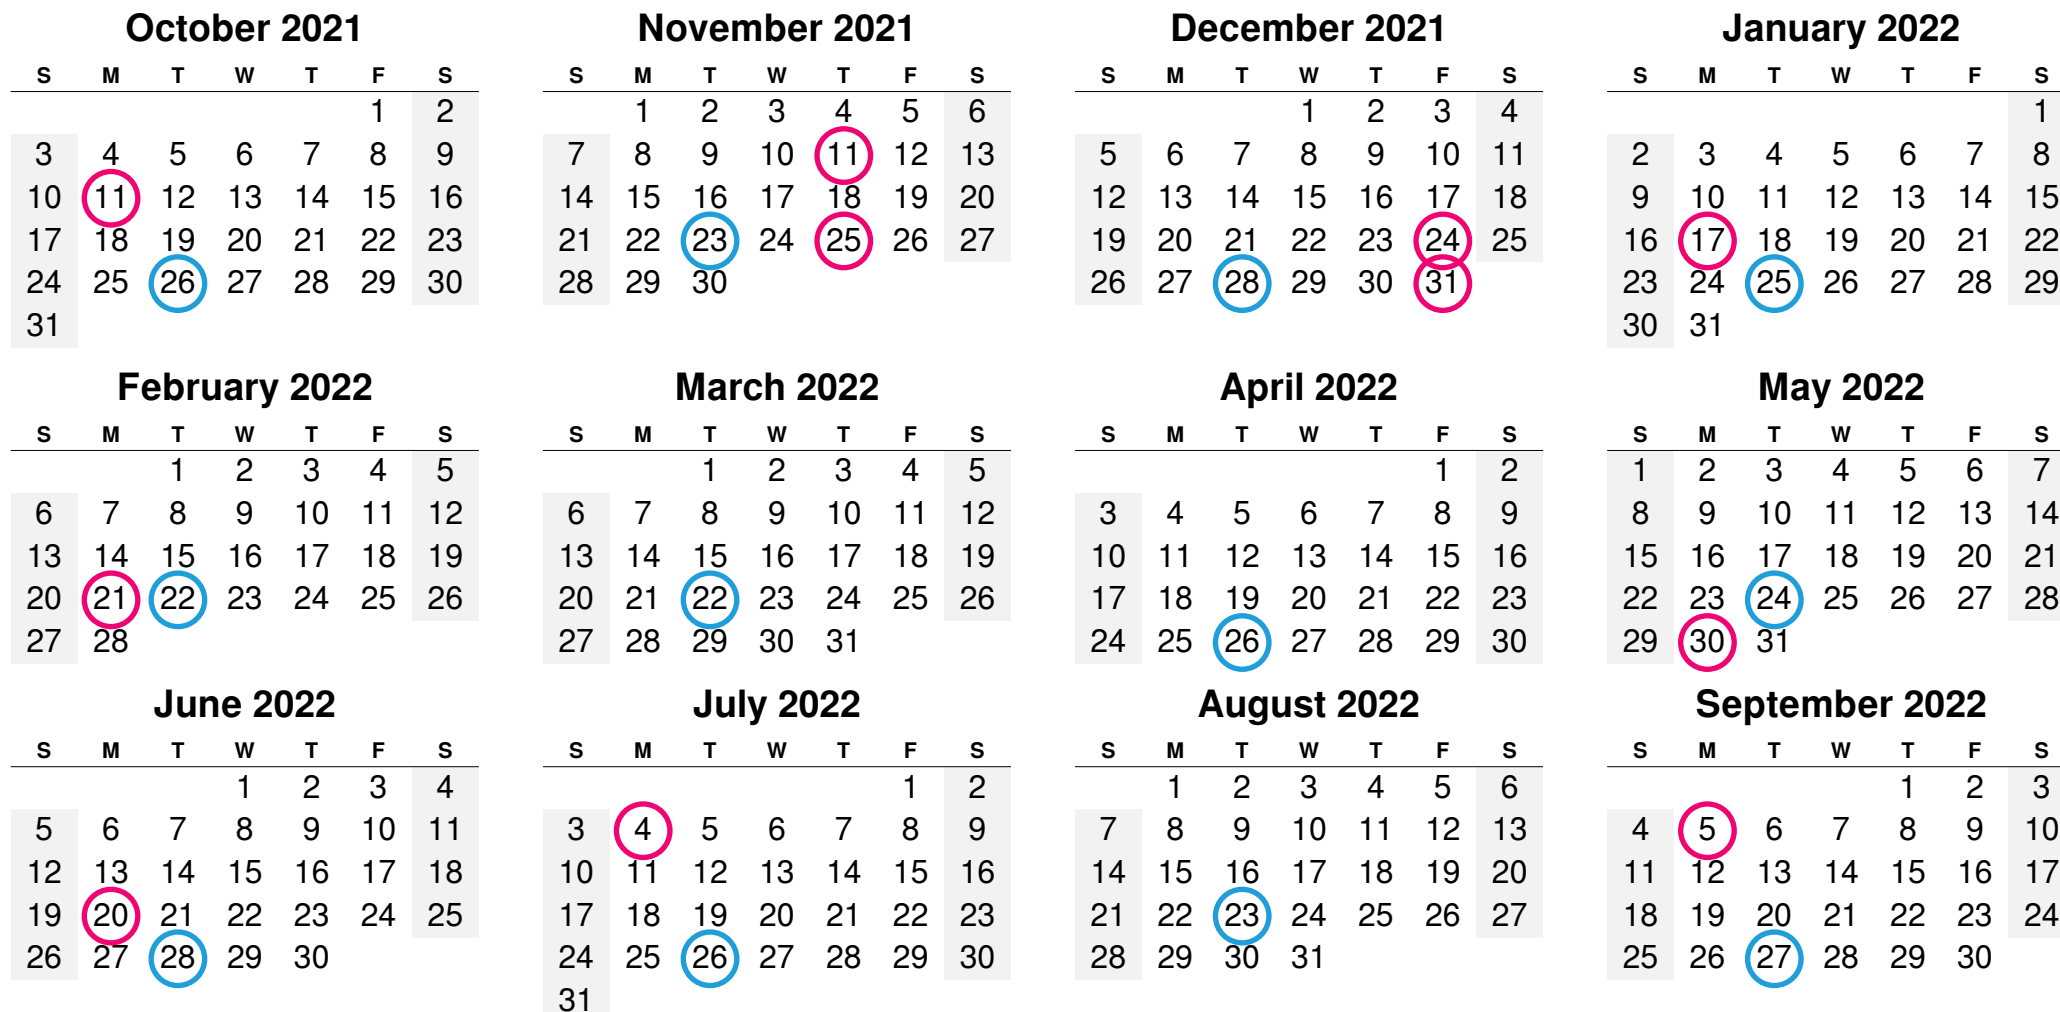 October 2021 November 2021 December 2021 January 2022
S M T W T F S S M T W T F S S M T W T F S S M T W T F S
1 2 1 2 3 4 5 6 1 2 3 4 1
3 4 5 6 7 8 9 7 8 9 10 11 12 13 5 6 7 8 9 10 11 2 3 4 5 6 7 8
10 11 12 13 14 15 16 14 15 16 17 18 19 20 12 13 14 15 16 17 18 9 10 11 12 13 14 15
17 18 19 20 21 22 23 21 22 23 24 25 26 27 19 20 21 22 23 24 25 16 17 18 19 20 21 22
24 25 26 27 28 29 30 28 29 30 26 27 28 29 30 31 23 24 25 26 27 28 29
31 30 31
February 2022 March 2022 April 2022 May 2022
S M T W T F S S M T W T F S S M T W T F S S M T W T F S
1 2 3 4 5 1 2 3 4 5 1 2 1 2 3 4 5 6 7
6 7 8 9 10 11 12 6 7 8 9 10 11 12 3 4 5 6 7 8 9 8 9 10 11 12 13 14
13 14 15 16 17 18 19 13 14 15 16 17 18 19 10 11 12 13 14 15 16 15 16 17 18 19 20 21
20 21 22 23 24 25 26 20 21 22 23 24 25 26 17 18 19 20 21 22 23 22 23 24 25 26 27 28
27 28 27 28 29 30 31 24 25 26 27 28 29 30 29 30 31
June 2022 July 2022 August 2022 September 2022
S M T W T F S S M T W T F S S M T W T F S S M T W T F S
1 2 3 4 1 2 1 2 3 4 5 6 1 2 3
5 6 7 8 9 10 11 3 4 5 6 7 8 9 7 8 9 10 11 12 13 4 5 6 7 8 9 10
12 13 14 15 16 17 18 10 11 12 13 14 15 16 14 15 16 17 18 19 20 11 12 13 14 15 16 17
19 20 21 22 23 24 25 17 18 19 20 21 22 23 21 22 23 24 25 26 27 18 19 20 21 22 23 24
26 27 28 29 30 24 25 26 27 28 29 30 28 29 30 31 25 26 27 28 29 30
31